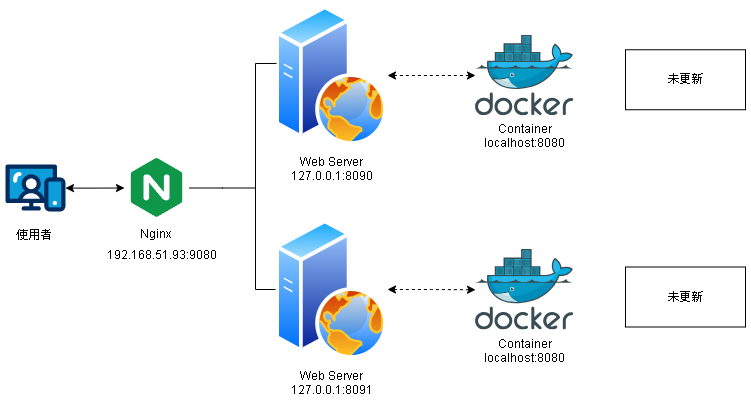 Web Server
127.0.0.1:8090
docker
Container
localhost:8080
未更新
使用者
N
Nginx
192.168.51.93:9080
Web Server
127.0.0.1:8091
docker
Container
localhost:8080
未更新